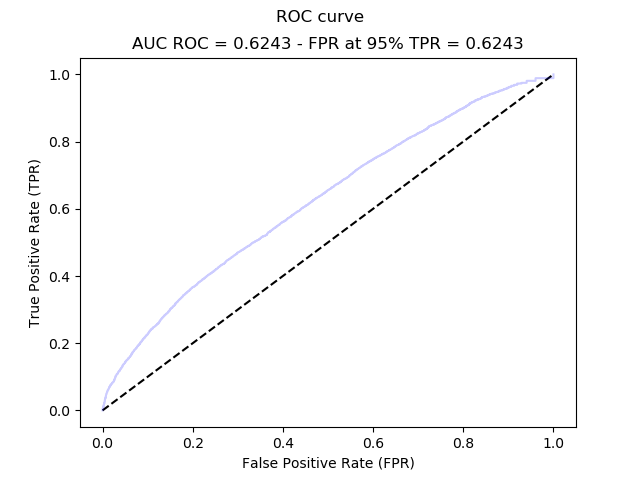 ROC curve
AUC ROC = 0.6243 - FPR at 95% TPR = 0.6243
1.0
0.8
0.6
0.4
0.2
0.0
True Positive Rate (TPR)
0.0 0.2 0.4 0.6 0.8 1.0
False Positive Rate (FPR)